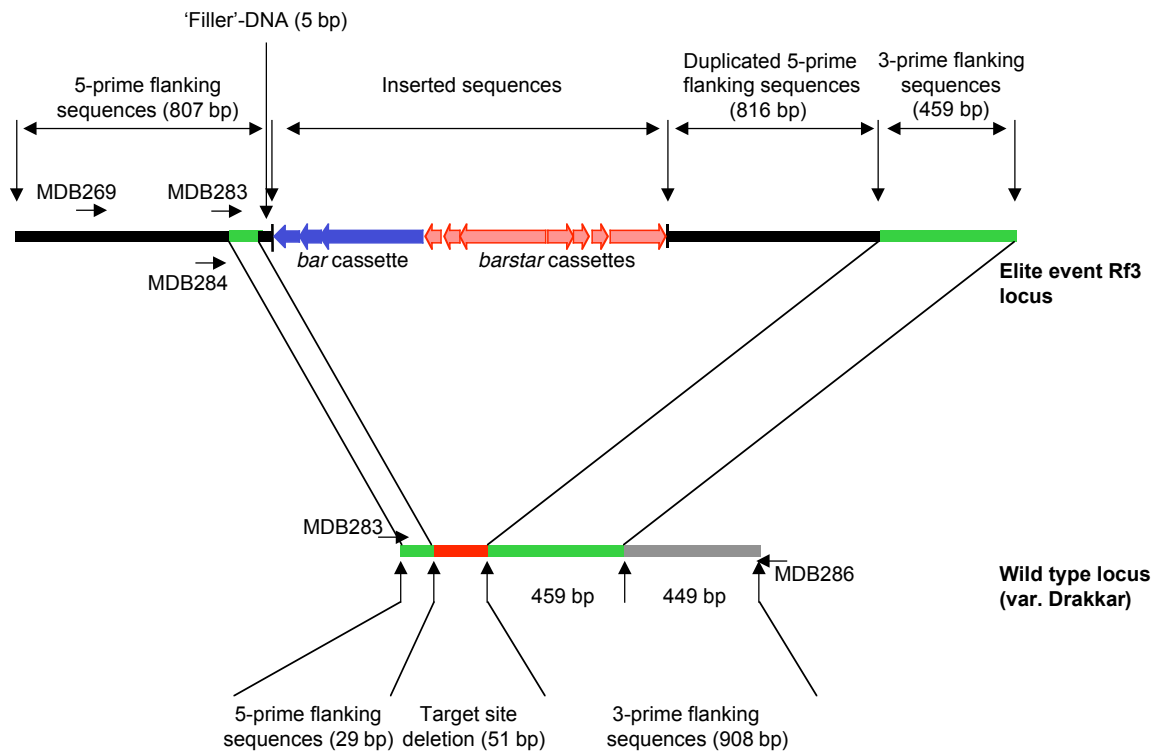 'Filler'-DNA (5 bp)
5-prime flanking
sequences (807 bp)
Inserted sequences
Duplicated 5-prime
flanking sequences
(816 bp)
3-prime flanking
sequences
(459 bp)
MDB269
MDB283
MDB284
bar cassette
barstar cassettes
Elite event Rf3
locus
MDB283
MDB286
459 bp
449 bp
Wild type locus
(var. Drakkar)
5-prime flanking
sequences (29 bp)
Target site
deletion (51 bp)
3-prime flanking
sequences (908 bp)